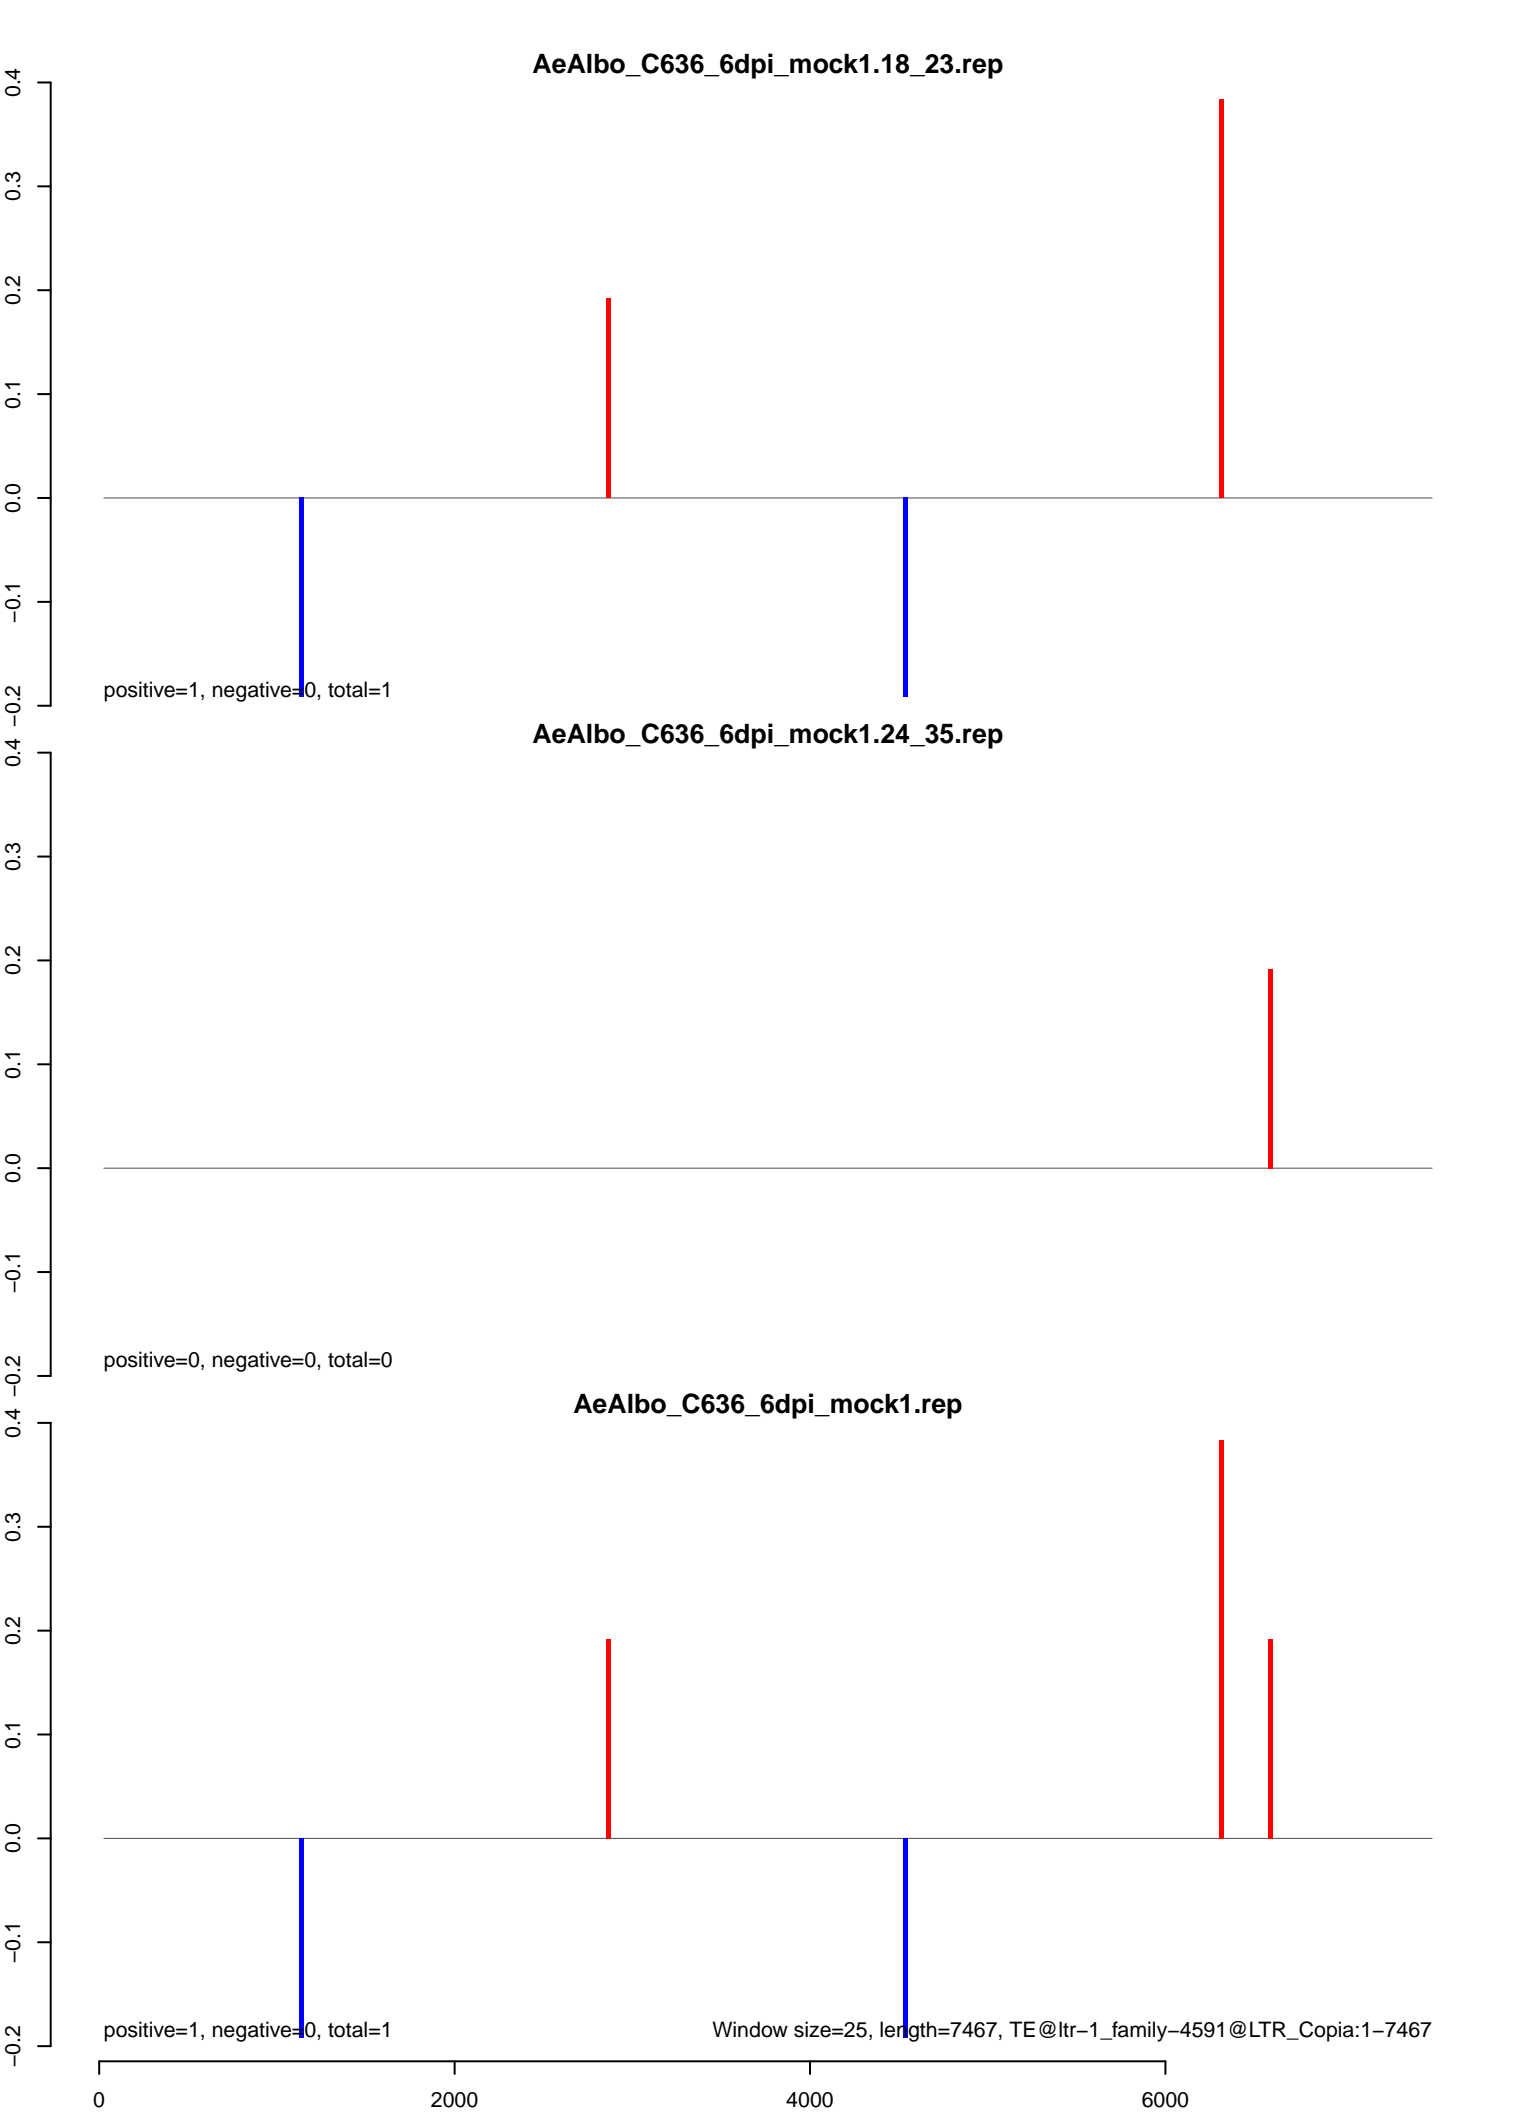 AeAlbo_C636_6dpi_mock1.18_23.rep
0.4
0.3
0.2
0.1
0.0
−0.1
−0.2
positive=1, negative=0, total=1
AeAlbo_C636_6dpi_mock1.24_35.rep
0.4
0.3
0.2
0.1
0.0
−0.1
−0.2
positive=0, negative=0, total=0
AeAlbo_C636_6dpi_mock1.rep
0.4
0.3
0.2
0.1
0.0
−0.1
−0.2
positive=1, negative=0, total=1
Window size=25, length=7467, TE@ltr−1_family−4591@LTR_Copia:1−7467
0 2000 4000 6000